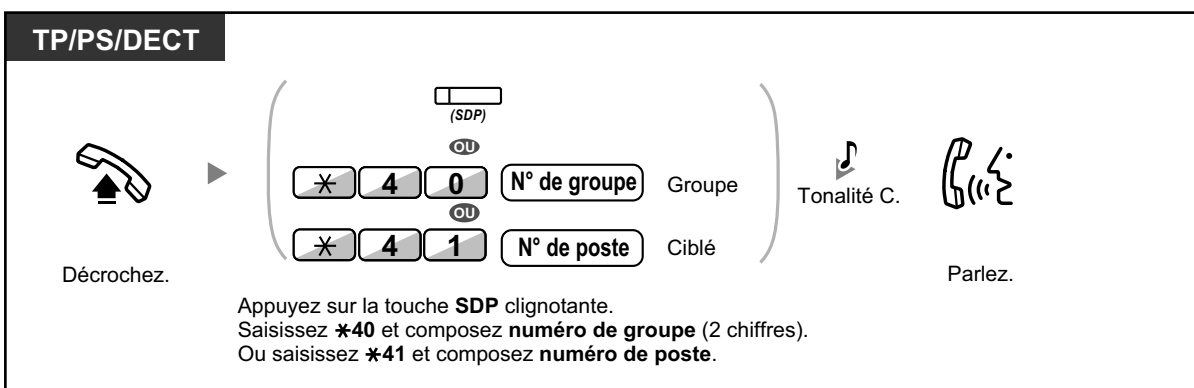 TP/PS/DECT
(SDP)
OU
* 4 0 N° de groupe Groupe
OU
* 4 1 N° de poste Ciblé
Tonalité C.
Décrochez.
Parlez.
Appuyez sur la touche SDP clignotante.
Saisissez *40 et composez numéro de groupe (2 chiffres).
Ou saisissez *41 et composez numéro de poste.